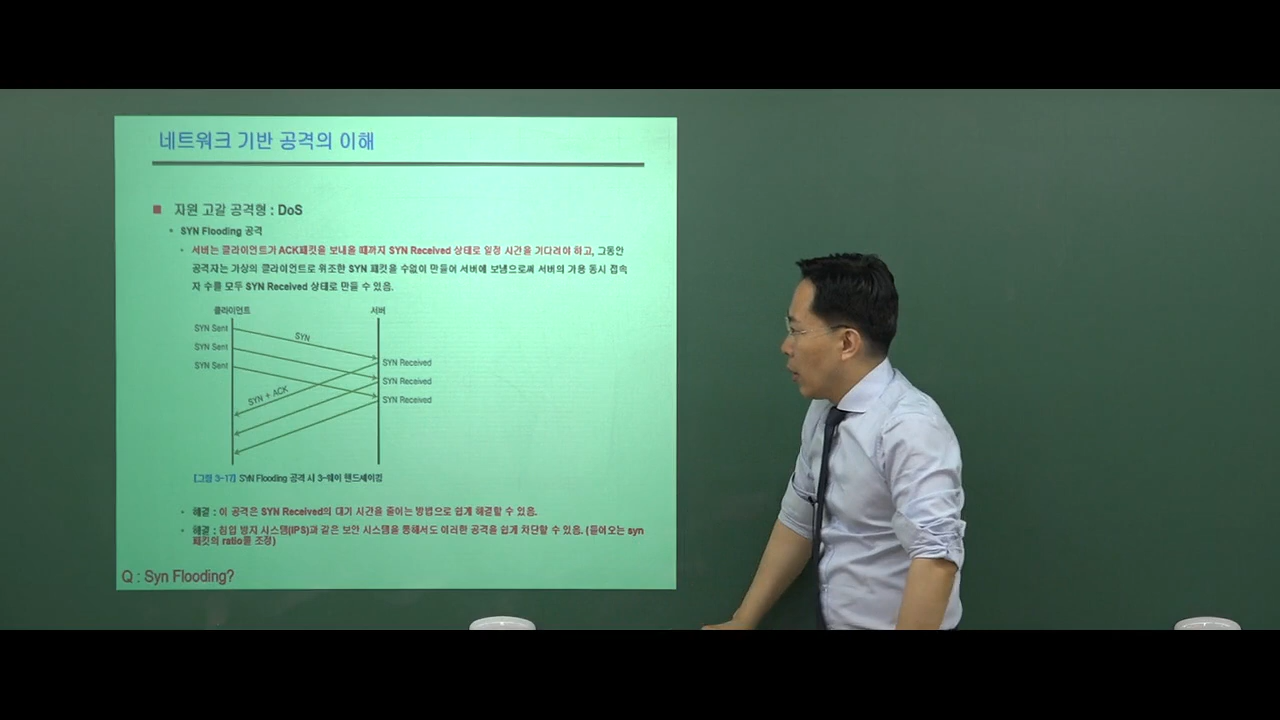 네트워크 기반 공격의 이해
자원 고갈 공격형 : DoS
SYN Flooding 공격
서버는 클라이언트가 ACK패킷을 보내올 때까지 SYN Received 상태로 일정 시간을 기다려야 하고, 그동안
공격자는 가상의 클라이언트로 위조한 SYN 패킷을 수없이 만들어 서버에 보냄으로써 서버의 가용 동시 접속
자 수를 모두 SYN Received 상태로 만들 수 있음.
클라이언트
서버
SYN Sent
SYN
SYN Sent
SYN Received
SYN Sent
SYN Received
SYN + ACK
SYN Received
[그림 3-17] SYN Flooding 공격 시 3-웨이 핸드셰이킹
해결 : 이 공격은 SYN Received의 대기 시간을 줄이는 방법으로 쉽게 해결할 수 있음.
해결 : 침입 방지 시스템(IPS)과 같은 보안 시스템을 통해서도 이러한 공격을 쉽게 차단할 수 있음. (들어오는 syn
패킷의 ratio를 조정)
Q : Syn Flooding?